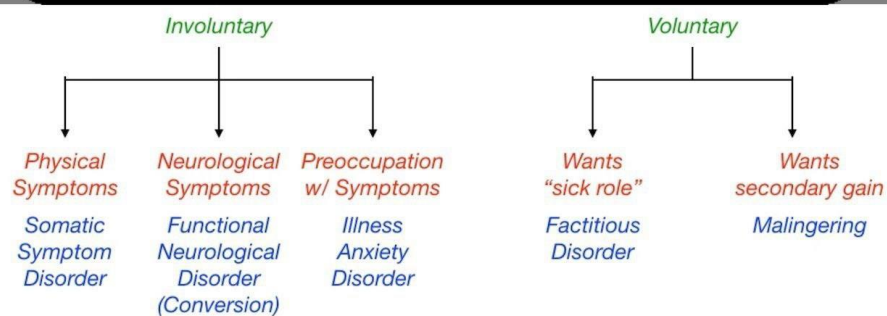 Involuntary
Voluntary
Physical Symptoms
Somatic Symptom Disorder
Neurological Symptoms
Functional Neurological Disorder (Conversion)
Preoccupation w/ Symptoms
Illness Anxiety Disorder
Wants "sick role"
Factitious Disorder
Wants secondary gain
Malingering